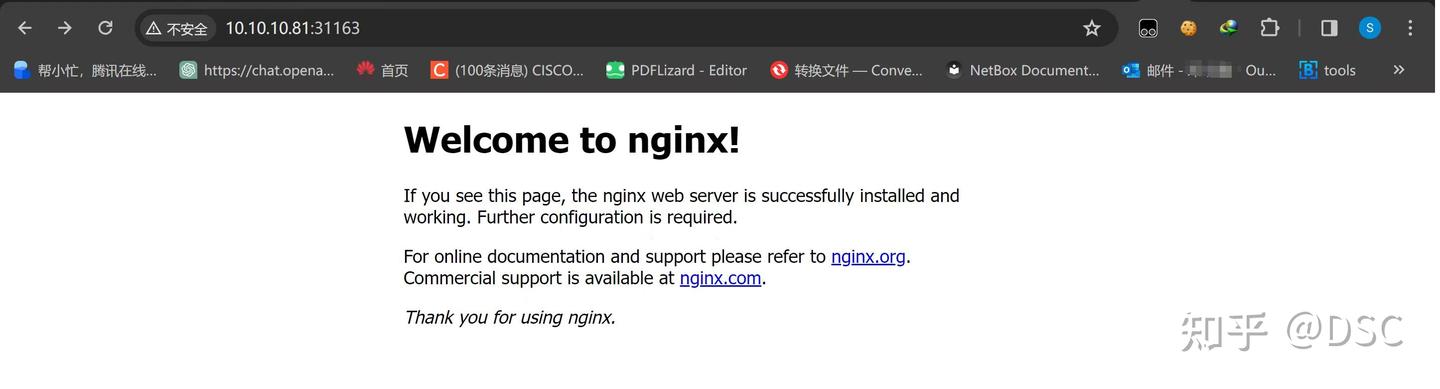 不安全 10.10.10.81:31163
S
帮小忙，腾讯在线... https://chat.opena... 首页 C (100条消息) CISCO... PDFLizard - Editor 转换文件 — Conve... NetBox Document... 邮件 - Ou... tools »
Welcome to nginx!
If you see this page, the nginx web server is successfully installed and
working. Further configuration is required.
For online documentation and support please refer to nginx.org.
Commercial support is available at nginx.com.
Thank you for using nginx.
知乎 @DSC